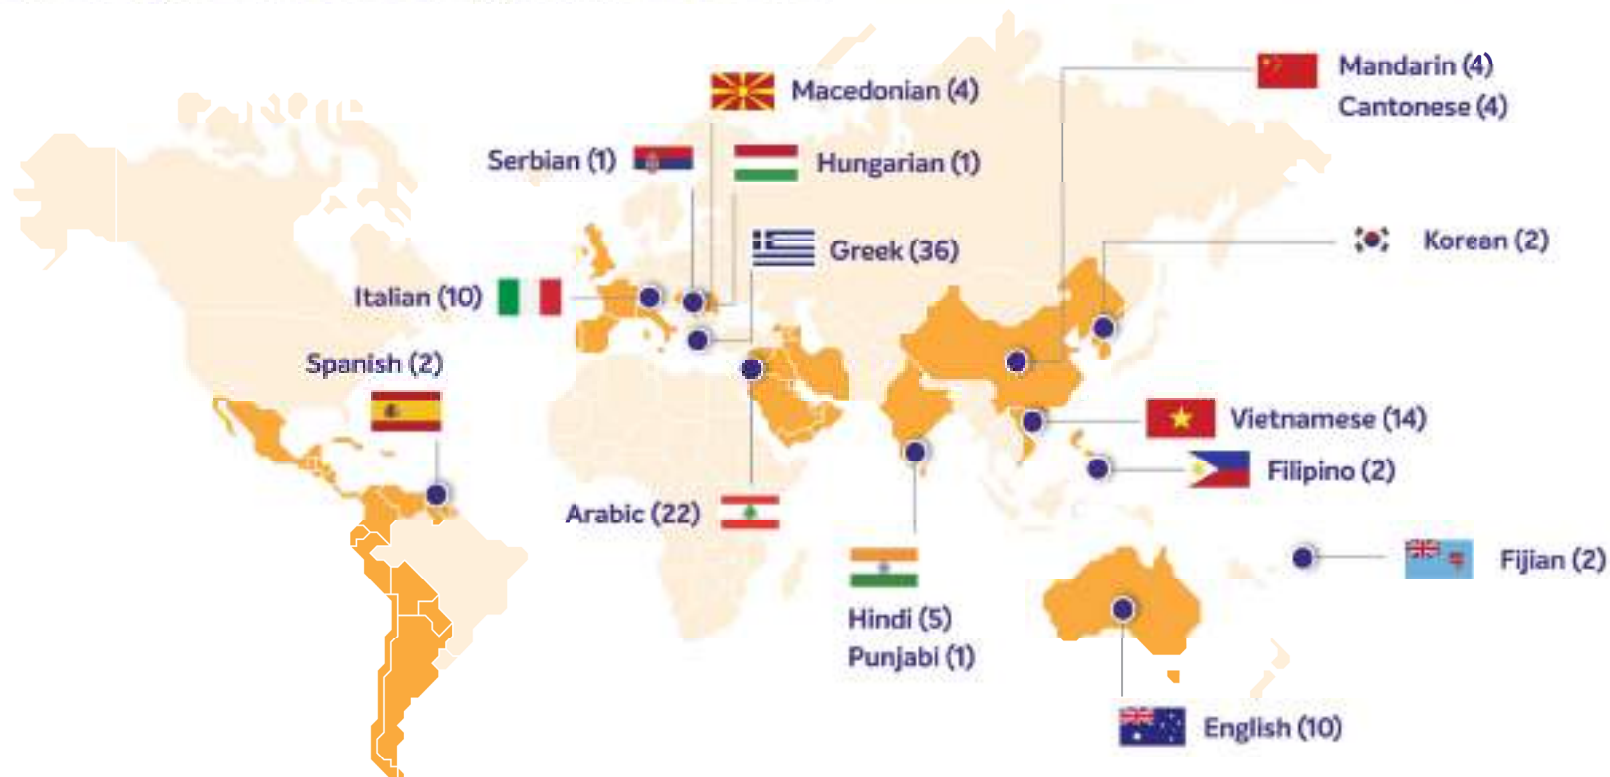 Macedonian (4)
Mandarin (4)
Cantonese (4)
Serbian (1)
Hungarian (1)
Greek (36)
Korean (2)
Italian (10)
Spanish (2)
Vietnamese (14)
Filipino (2)
Arabic (22)
Hindi (5)
Punjabi (1)
Fijian (2)
English (10)